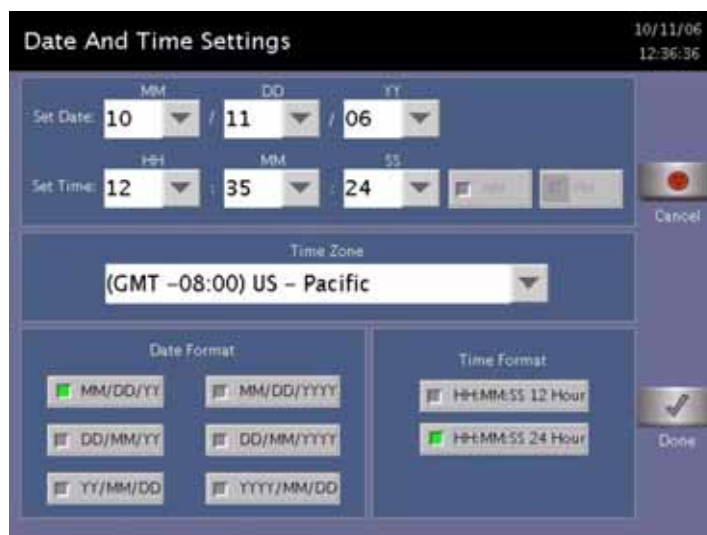 Date And Time Settings
10/11/06
12:36:36
MM DD YY
Set Date: 10 / 11 / 06
HH MM SS
Set Time: 12 : 35 : 24
Cancel
Time Zone
(GMT -08:00) US - Pacific
Date Format
MM/DD/YY MM/DD/YYYY
DD/MM/YY DD/MM/YYYY
YY/MM/DD YYYY/MM/DD
Time Format
HH:MM:SS 12 Hour
HH:MM:SS 24 Hour
Done